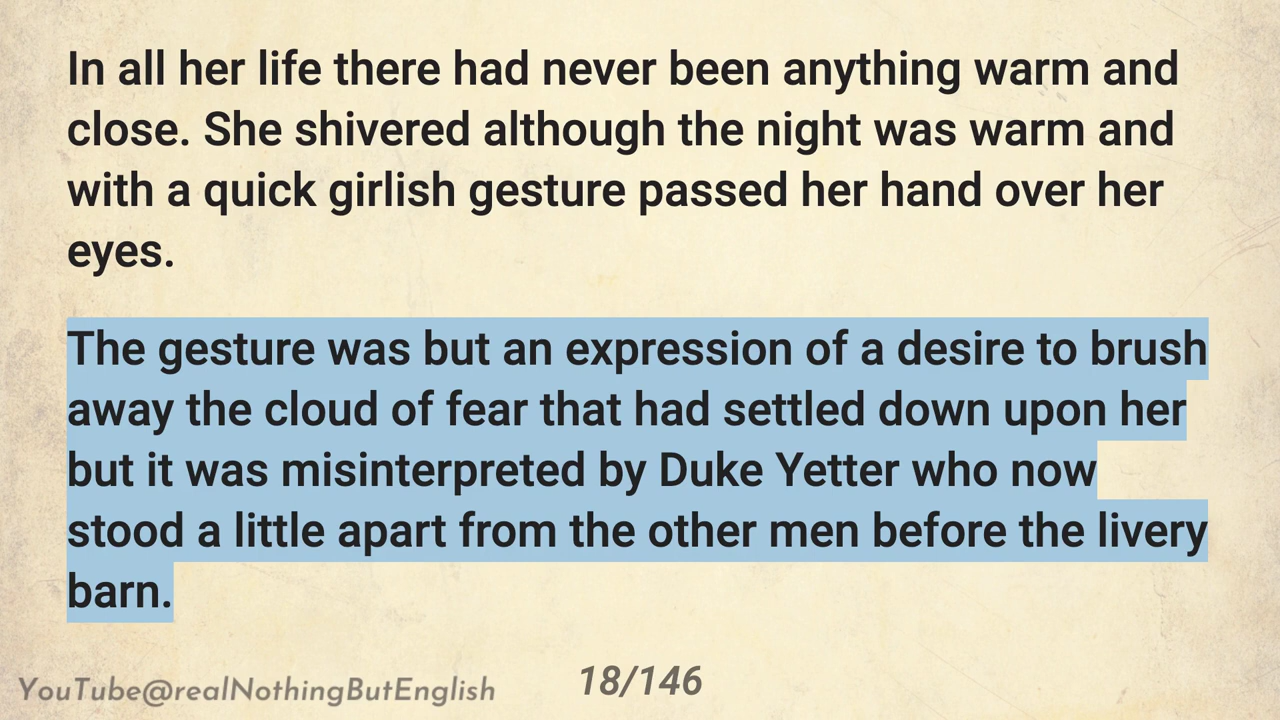 In all her life there had never been anything warm and
close. She shivered although the night was warm and
with a quick girlish gesture passed her hand over her
eyes.
The gesture was but an expression of a desire to brush
away the cloud of fear that had settled down upon her
but it was misinterpreted by Duke Yetter who now
stood a little apart from the other men before the livery
barn.
18/146
YouTube@realNothingButEnglish